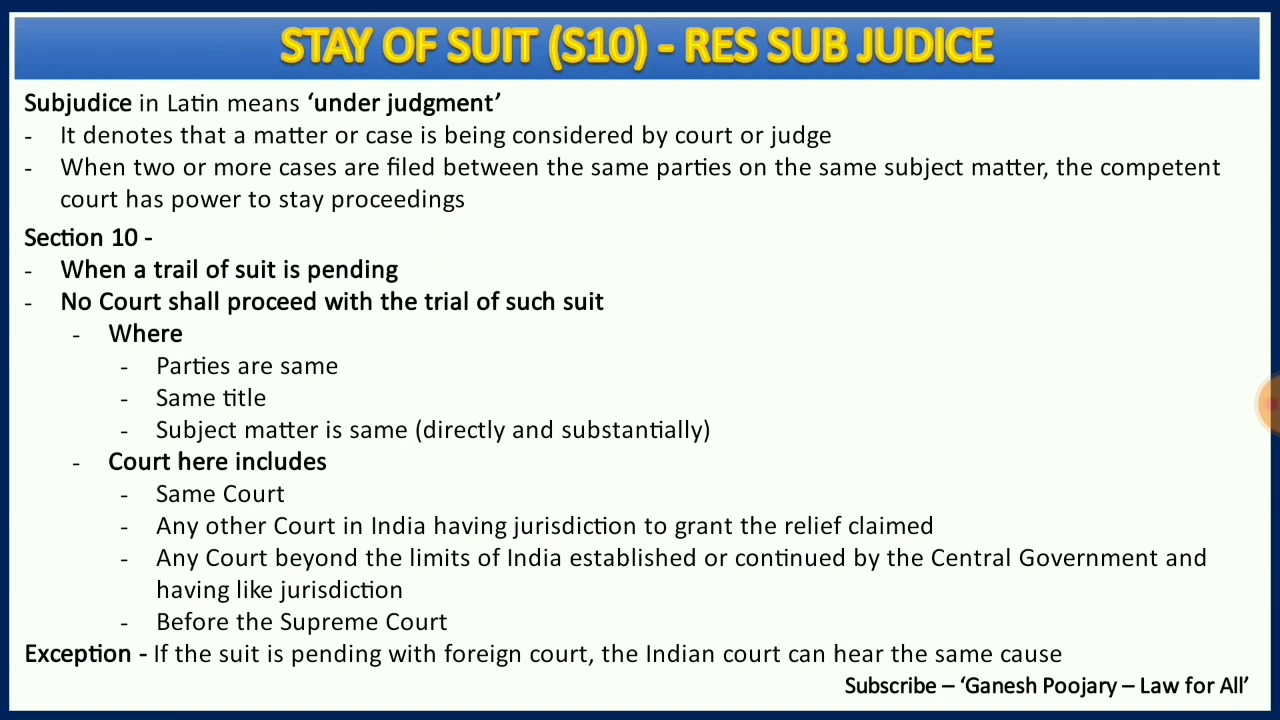 STAY OF SUIT (S10) - RES SUB JUDICE
Subjudice in Latin means ‘under judgment’
- It denotes that a matter or case is being considered by court or judge
- When two or more cases are filed between the same parties on the same subject matter, the competent
court has power to stay proceedings
Section 10 -
- When a trail of suit is pending
- No Court shall proceed with the trial of such suit
- Where
- Parties are same
- Same title
- Subject matter is same (directly and substantially)
- Court here includes
- Same Court
- Any other Court in India having jurisdiction to grant the relief claimed
- Any Court beyond the limits of India established or continued by the Central Government and
having like jurisdiction
- Before the Supreme Court
Exception - If the suit is pending with foreign court, the Indian court can hear the same cause
Subscribe – ‘Ganesh Poojary – Law for All’